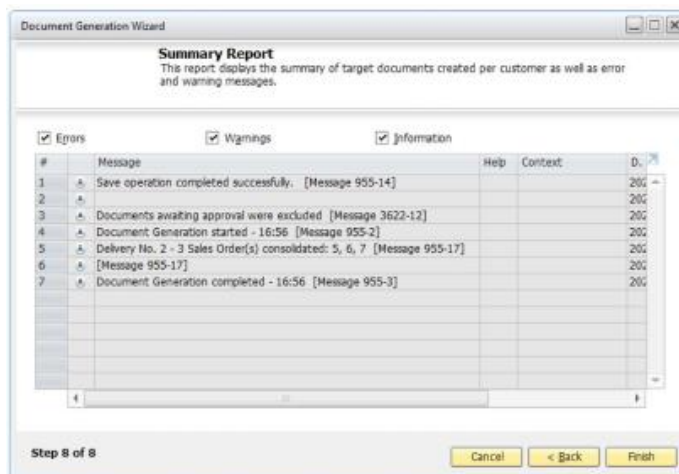 Document Generation Wizard
Summary Report
This report displays the summary of target documents created per customer as well as error
and warning messages.
Errors Warnings Information
# Message Help Context D.
1 Save operation completed successfully. [Message 955-14] 202
2 202
3 Documents awaiting approval were excluded [Message 3622-12] 202
4 Document Generation started - 16:56 [Message 955-2] 202
5 Delivery No. 2 - 3 Sales Order(s) consolidated: 5, 6, 7 [Message 955-17] 202
6 [Message 955-17] 202
7 Document Generation completed - 16:56 [Message 955-3] 202
Step 8 of 8 Cancel < Back Finish